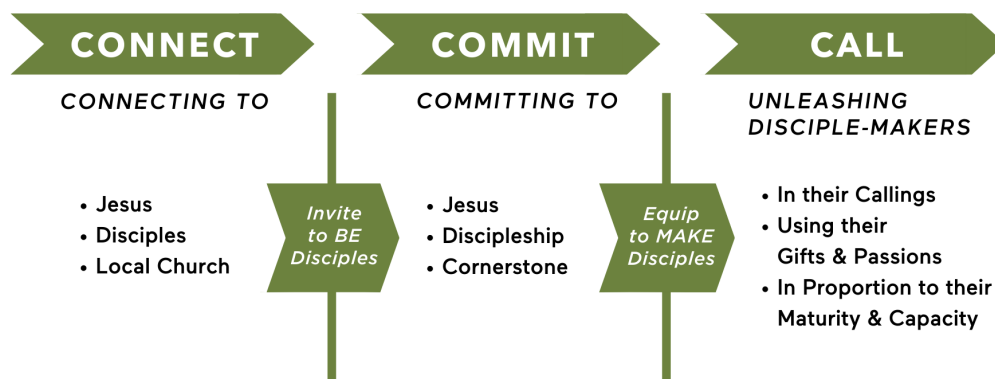 CONNECT
CONNECTING TO
• Jesus
• Disciples
• Local Church
Invite
to BE
Disciples
COMMIT
COMMITTING TO
• Jesus
• Discipleship
• Cornerstone
Equip
to MAKE
Disciples
CALL
UNLEASHING
DISCIPLE-MAKERS
• In their Callings
• Using their
Gifts & Passions
• In Proportion to their
Maturity & Capacity